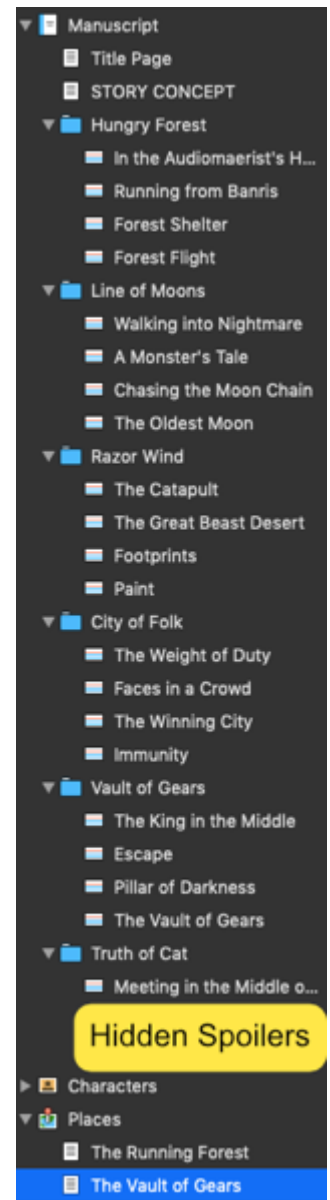 Manuscript
Title Page
STORY CONCEPT
Hungry Forest
In the Audiomaerist's H...
Running from Banris
Forest Shelter
Forest Flight
Line of Moons
Walking into Nightmare
A Monster's Tale
Chasing the Moon Chain
The Oldest Moon
Razor Wind
The Catapult
The Great Beast Desert
Footprints
Paint
City of Folk
The Weight of Duty
Faces in a Crowd
The Winning City
Immunity
Vault of Gears
The King in the Middle
Escape
Pillar of Darkness
The Vault of Gears
Truth of Cat
Meeting in the Middle o...
Hidden Spoilers
Characters
Places
The Running Forest
The Vault of Gears